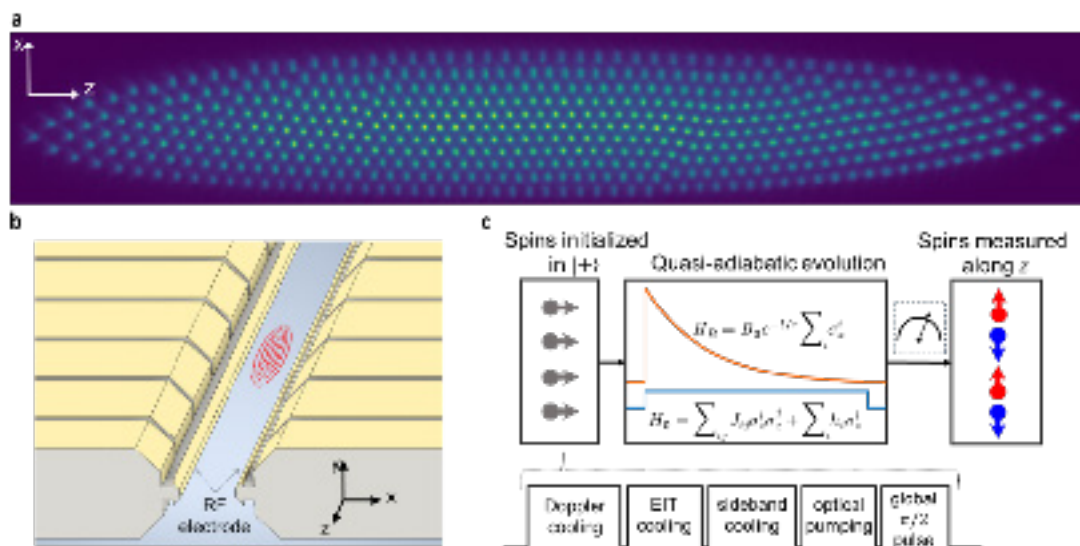 a
x
z
b
RF
electrode
x
z
c
Spins initialized
in |+⟩
Quasi-adiabatic evolution
Spins measured
along z
Doppler
cooling
EIT
cooling
sideband
cooling
optical
pumping
global
π/2
pulse